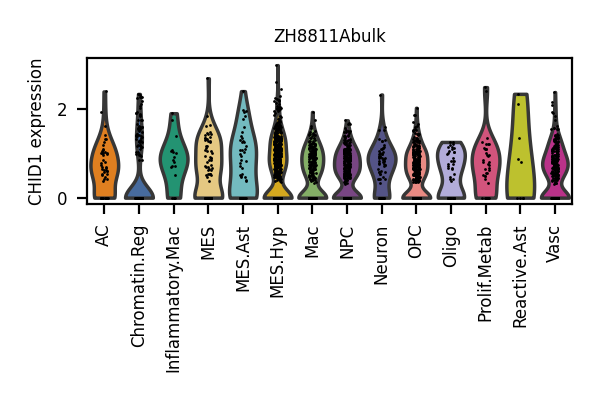 ZH8811Abulk
CHID1 expression
2
0
AC
Chromatin.Reg
Inflammatory.Mac
MES
MES.Ast
MES.Hyp
Mac
NPC
Neuron
OPC
Oligo
Prolif.Metab
Reactive.Ast
Vasc